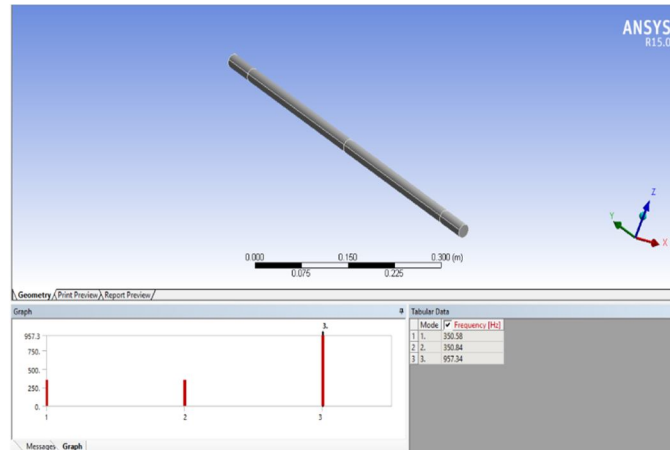 ANSYS
R15.0
Z
Y
X
0.000 0.150 0.300 (m)
0.075 0.225
Geometry Print Preview Report Preview
Graph
Tabular Data
3.
957.3
750.
500.
250.
0.
1 2 3
Mode Frequency [Hz]
1 1. 350.58
2 2. 350.84
3 3. 957.34
Messages Graph